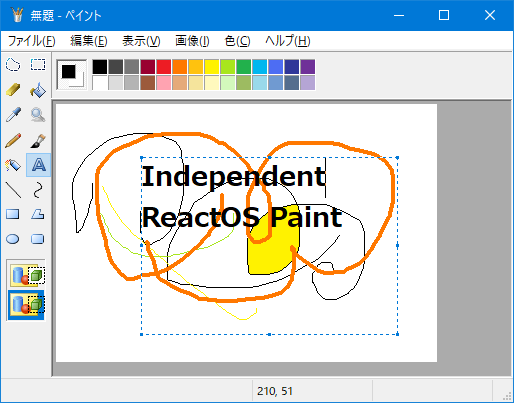 無題 - ペイント
ファイル(F) 編集(E) 表示(V) 画像(I) 色(C) ヘルプ(H)
A
Independent
ReactOS Paint
210, 51